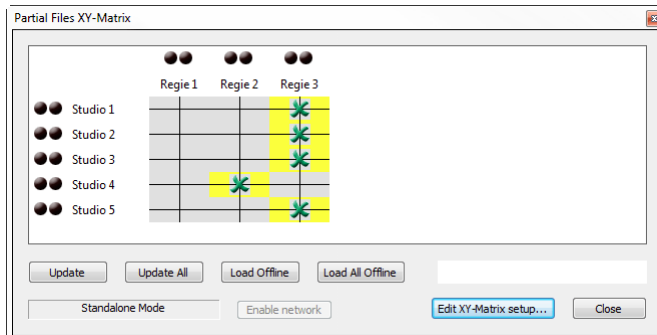 Partial Files XY-Matrix
Regie 1 Regie 2 Regie 3
Studio 1
Studio 2
Studio 3
Studio 4
Studio 5
Update Update All Load Offline Load All Offline
Standalone Mode Enable network Edit XY-Matrix setup... Close